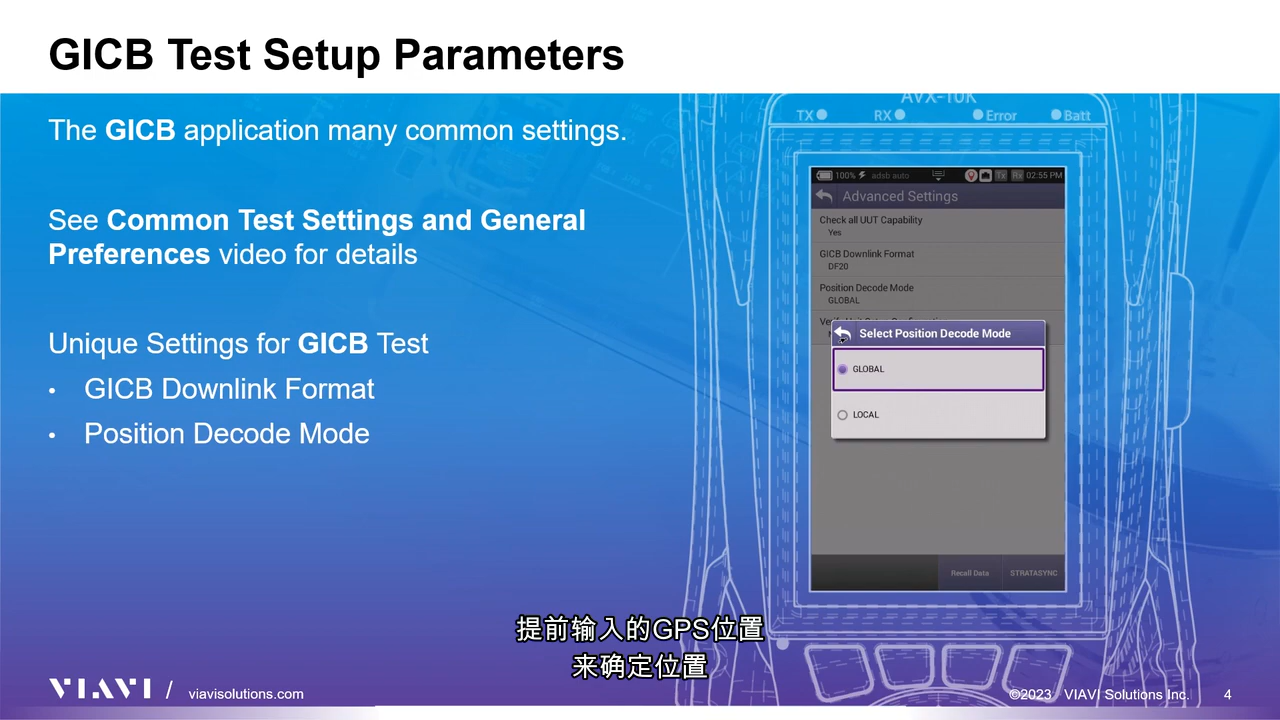 GICB Test Setup Parameters
The GICB application many common settings.
See Common Test Settings and General
Preferences video for details
Unique Settings for GICB Test
• GICB Downlink Format
• Position Decode Mode
AVX-10K
TX RX Error Batt
100% adsb auto Tx Rx 02:55 PM
Advanced Settings
Check all UUT Capability
Yes
GICB Downlink Format
DF20
Position Decode Mode
GLOBAL
Select Position Decode Mode
GLOBAL
LOCAL
Recall Data STRATASYNC
提前输入的GPS位置
来确定位置
VIAVI / viavisolutions.com
©2023 VIAVI Solutions Inc. 4